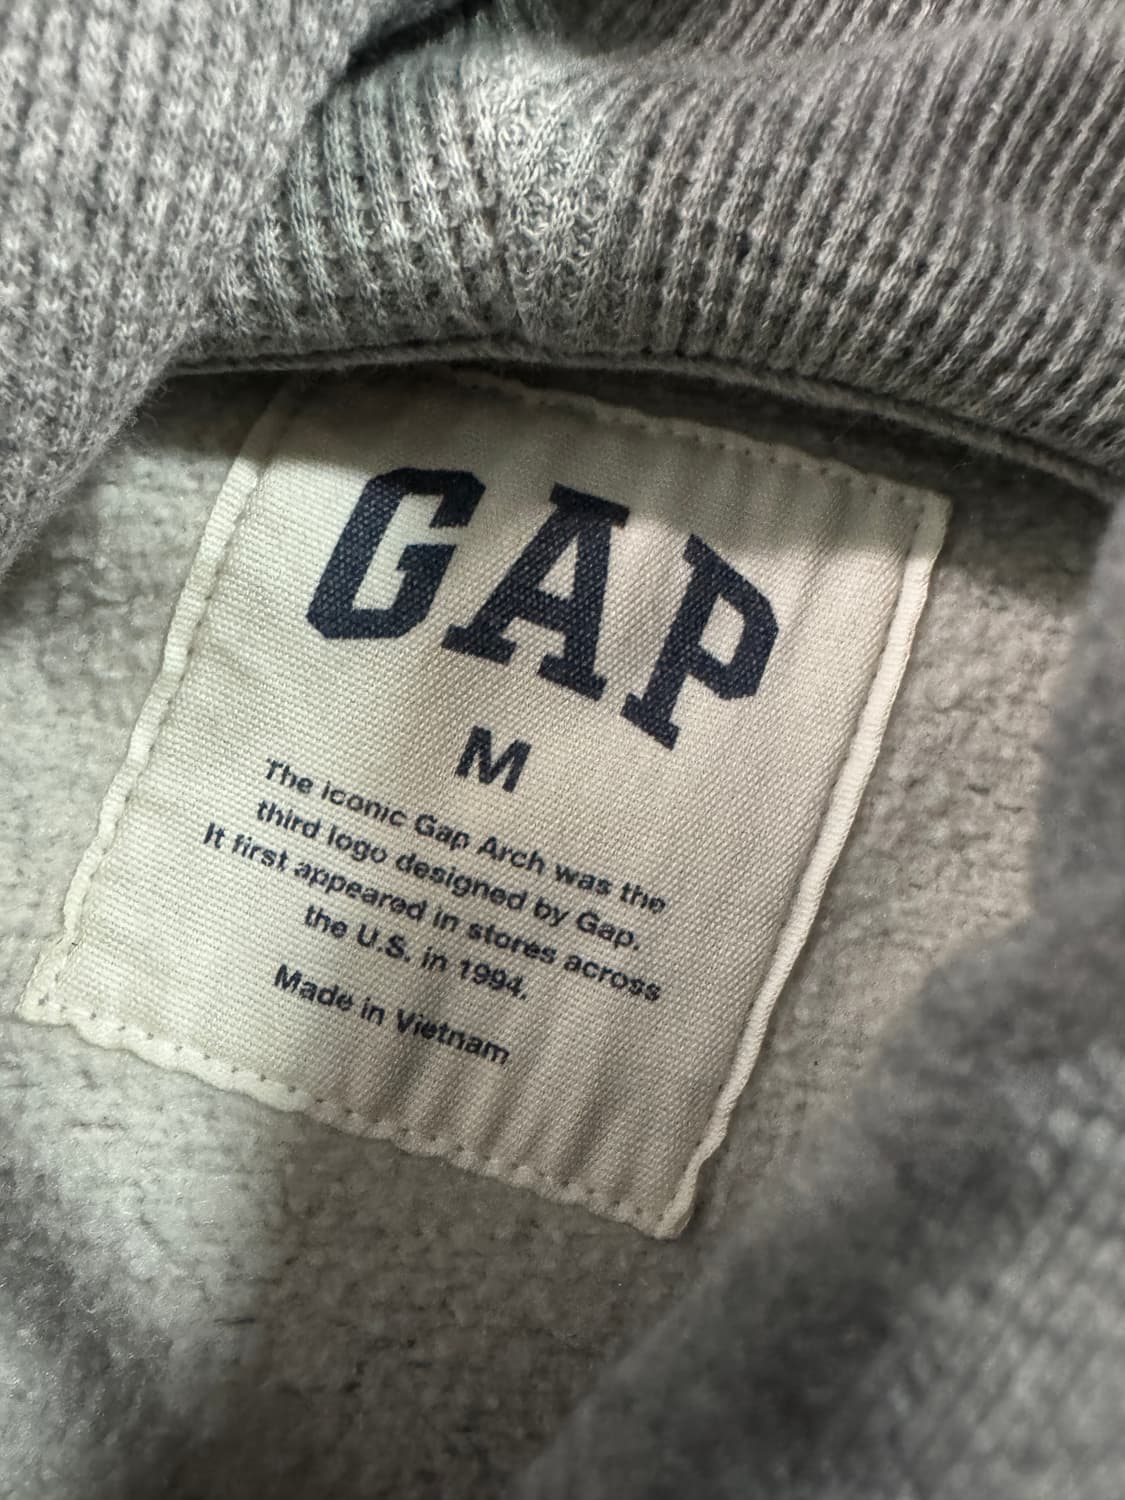 GAP
M
The iconic Gap Arch was the
third logo designed by Gap.
It first appeared in stores across
the U.S. in 1994.
Made in Vietnam